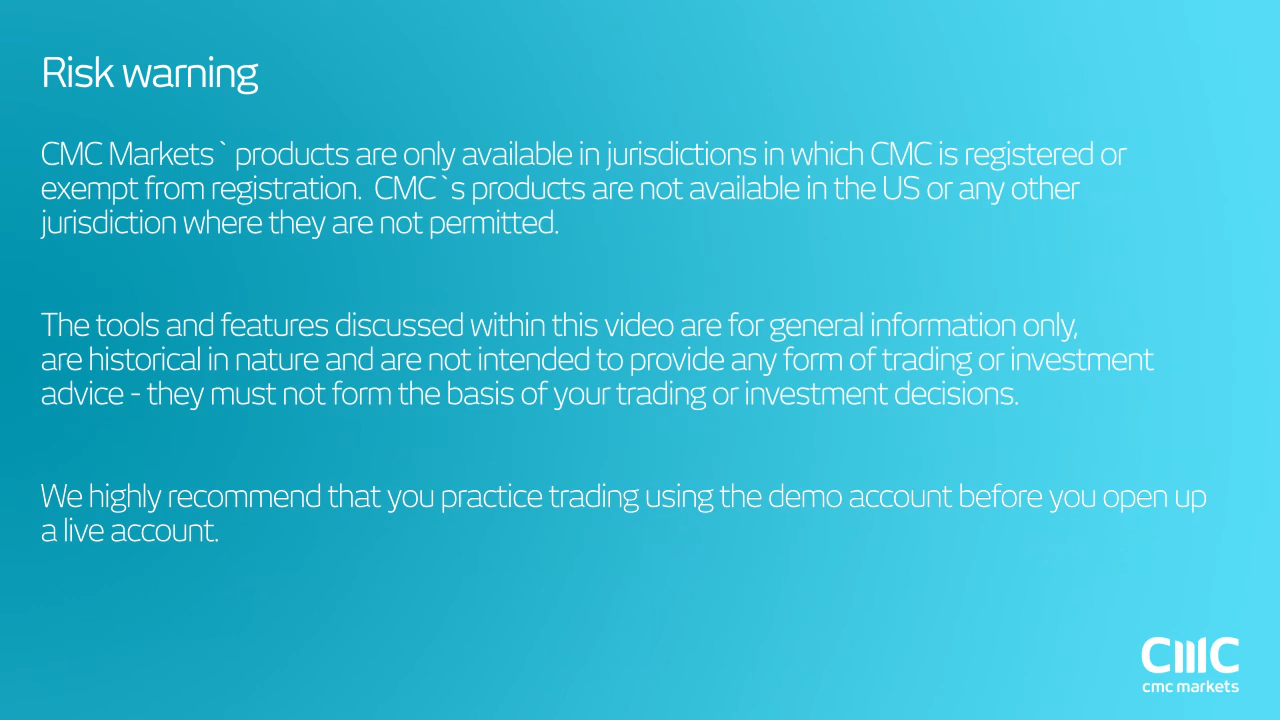 Risk warning
CMC Markets` products are only available in jurisdictions in which CMC is registered or
exempt from registration.  CMC`s products are not available in the US or any other
jurisdiction where they are not permitted.
The tools and features discussed within this video are for general information only,
are historical in nature and are not intended to provide any form of trading or investment
advice - they must not form the basis of your trading or investment decisions.
We highly recommend that you practice trading using the demo account before you open up
a live account.
CMC
cmc markets